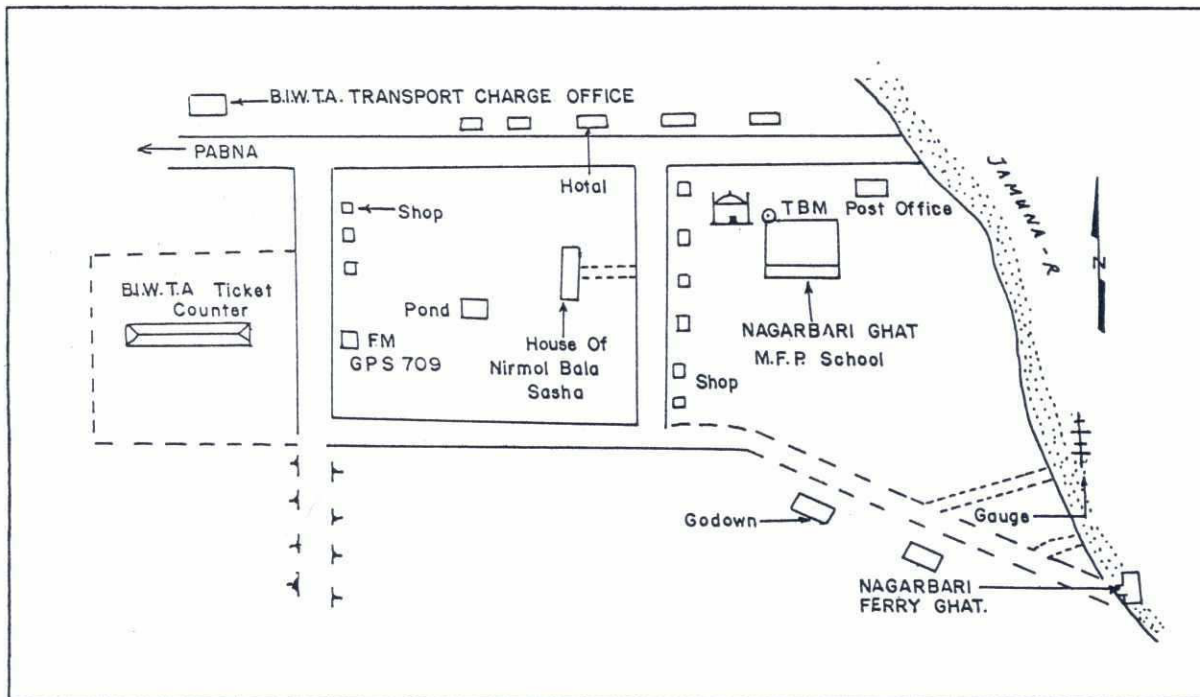 B.I.W.T.A. TRANSPORT CHARGE OFFICE
PABNA
Hotal
Shop
TBM
Post Office
JAMUNA-R
N
B.I.W.T.A Ticket
Counter
Pond
FM
GPS 709
House Of
Nirmol Bala
Sasha
NAGARBARI GHAT
M.F.P. School
Shop
Godown
Gauge
NAGARBARI
FERRY GHAT.